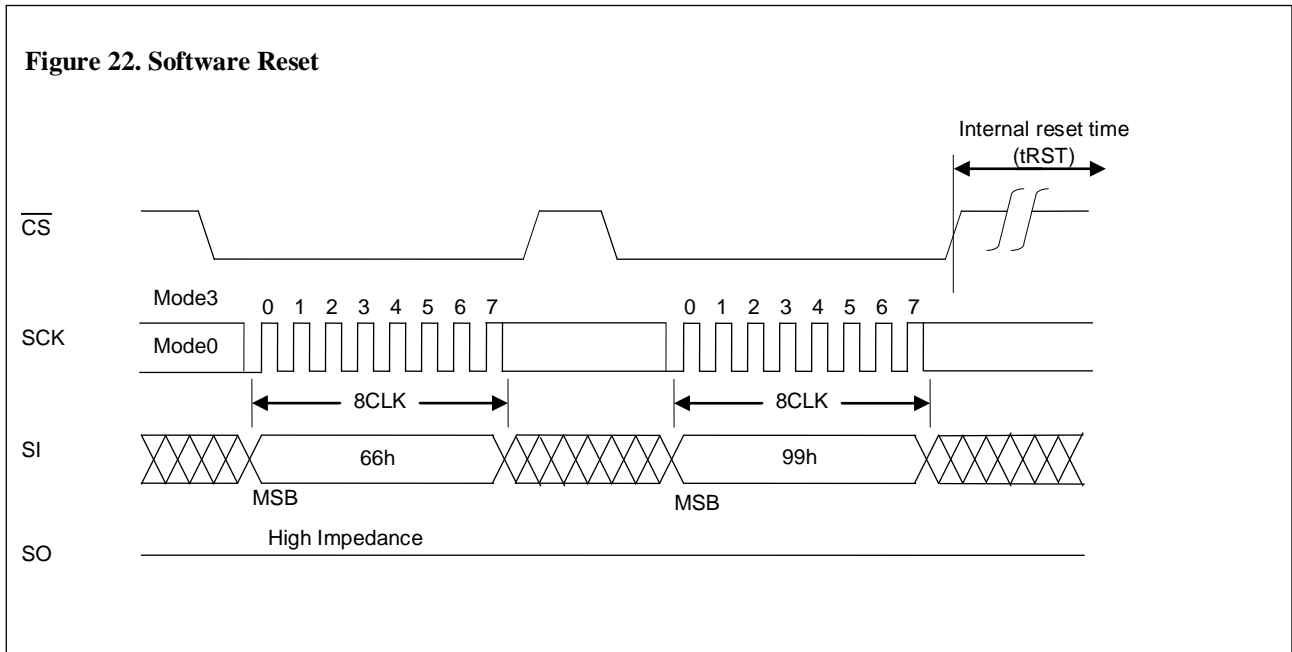 Figure 22. Software Reset
Internal reset time
(tRST)
CS
Mode3
0 1 2 3 4 5 6 7
0 1 2 3 4 5 6 7
SCK
Mode0
8CLK
8CLK
SI
66h
99h
MSB
MSB
High Impedance
SO